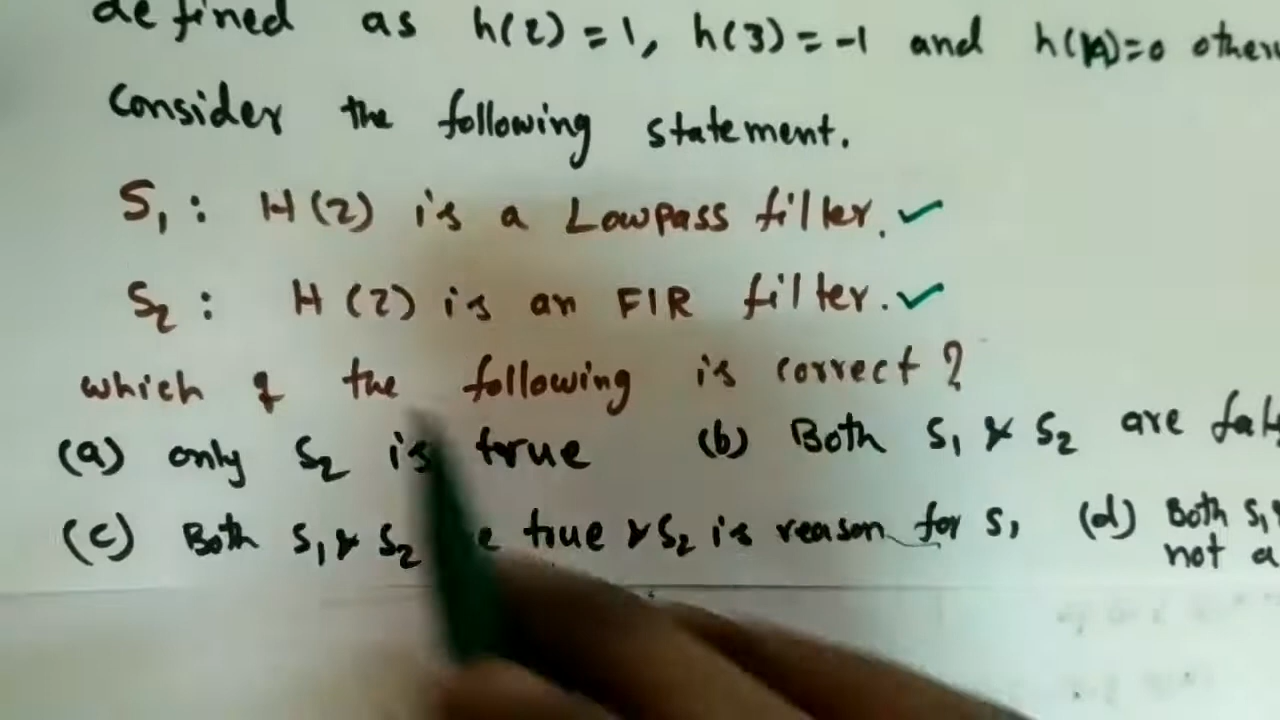 defined as h(2)=1, h(3)=-1 and h(k)=0
Consider the following statement.
S1: H(z) is a Lowpass filter.
S2: H(z) is an FIR filter.
which of the following is correct?
(a) only S2 is true (b) Both S1 & S2 are
(c) Both S1 & S2 true & S2 is reason for S1 (d) Both S1
not a